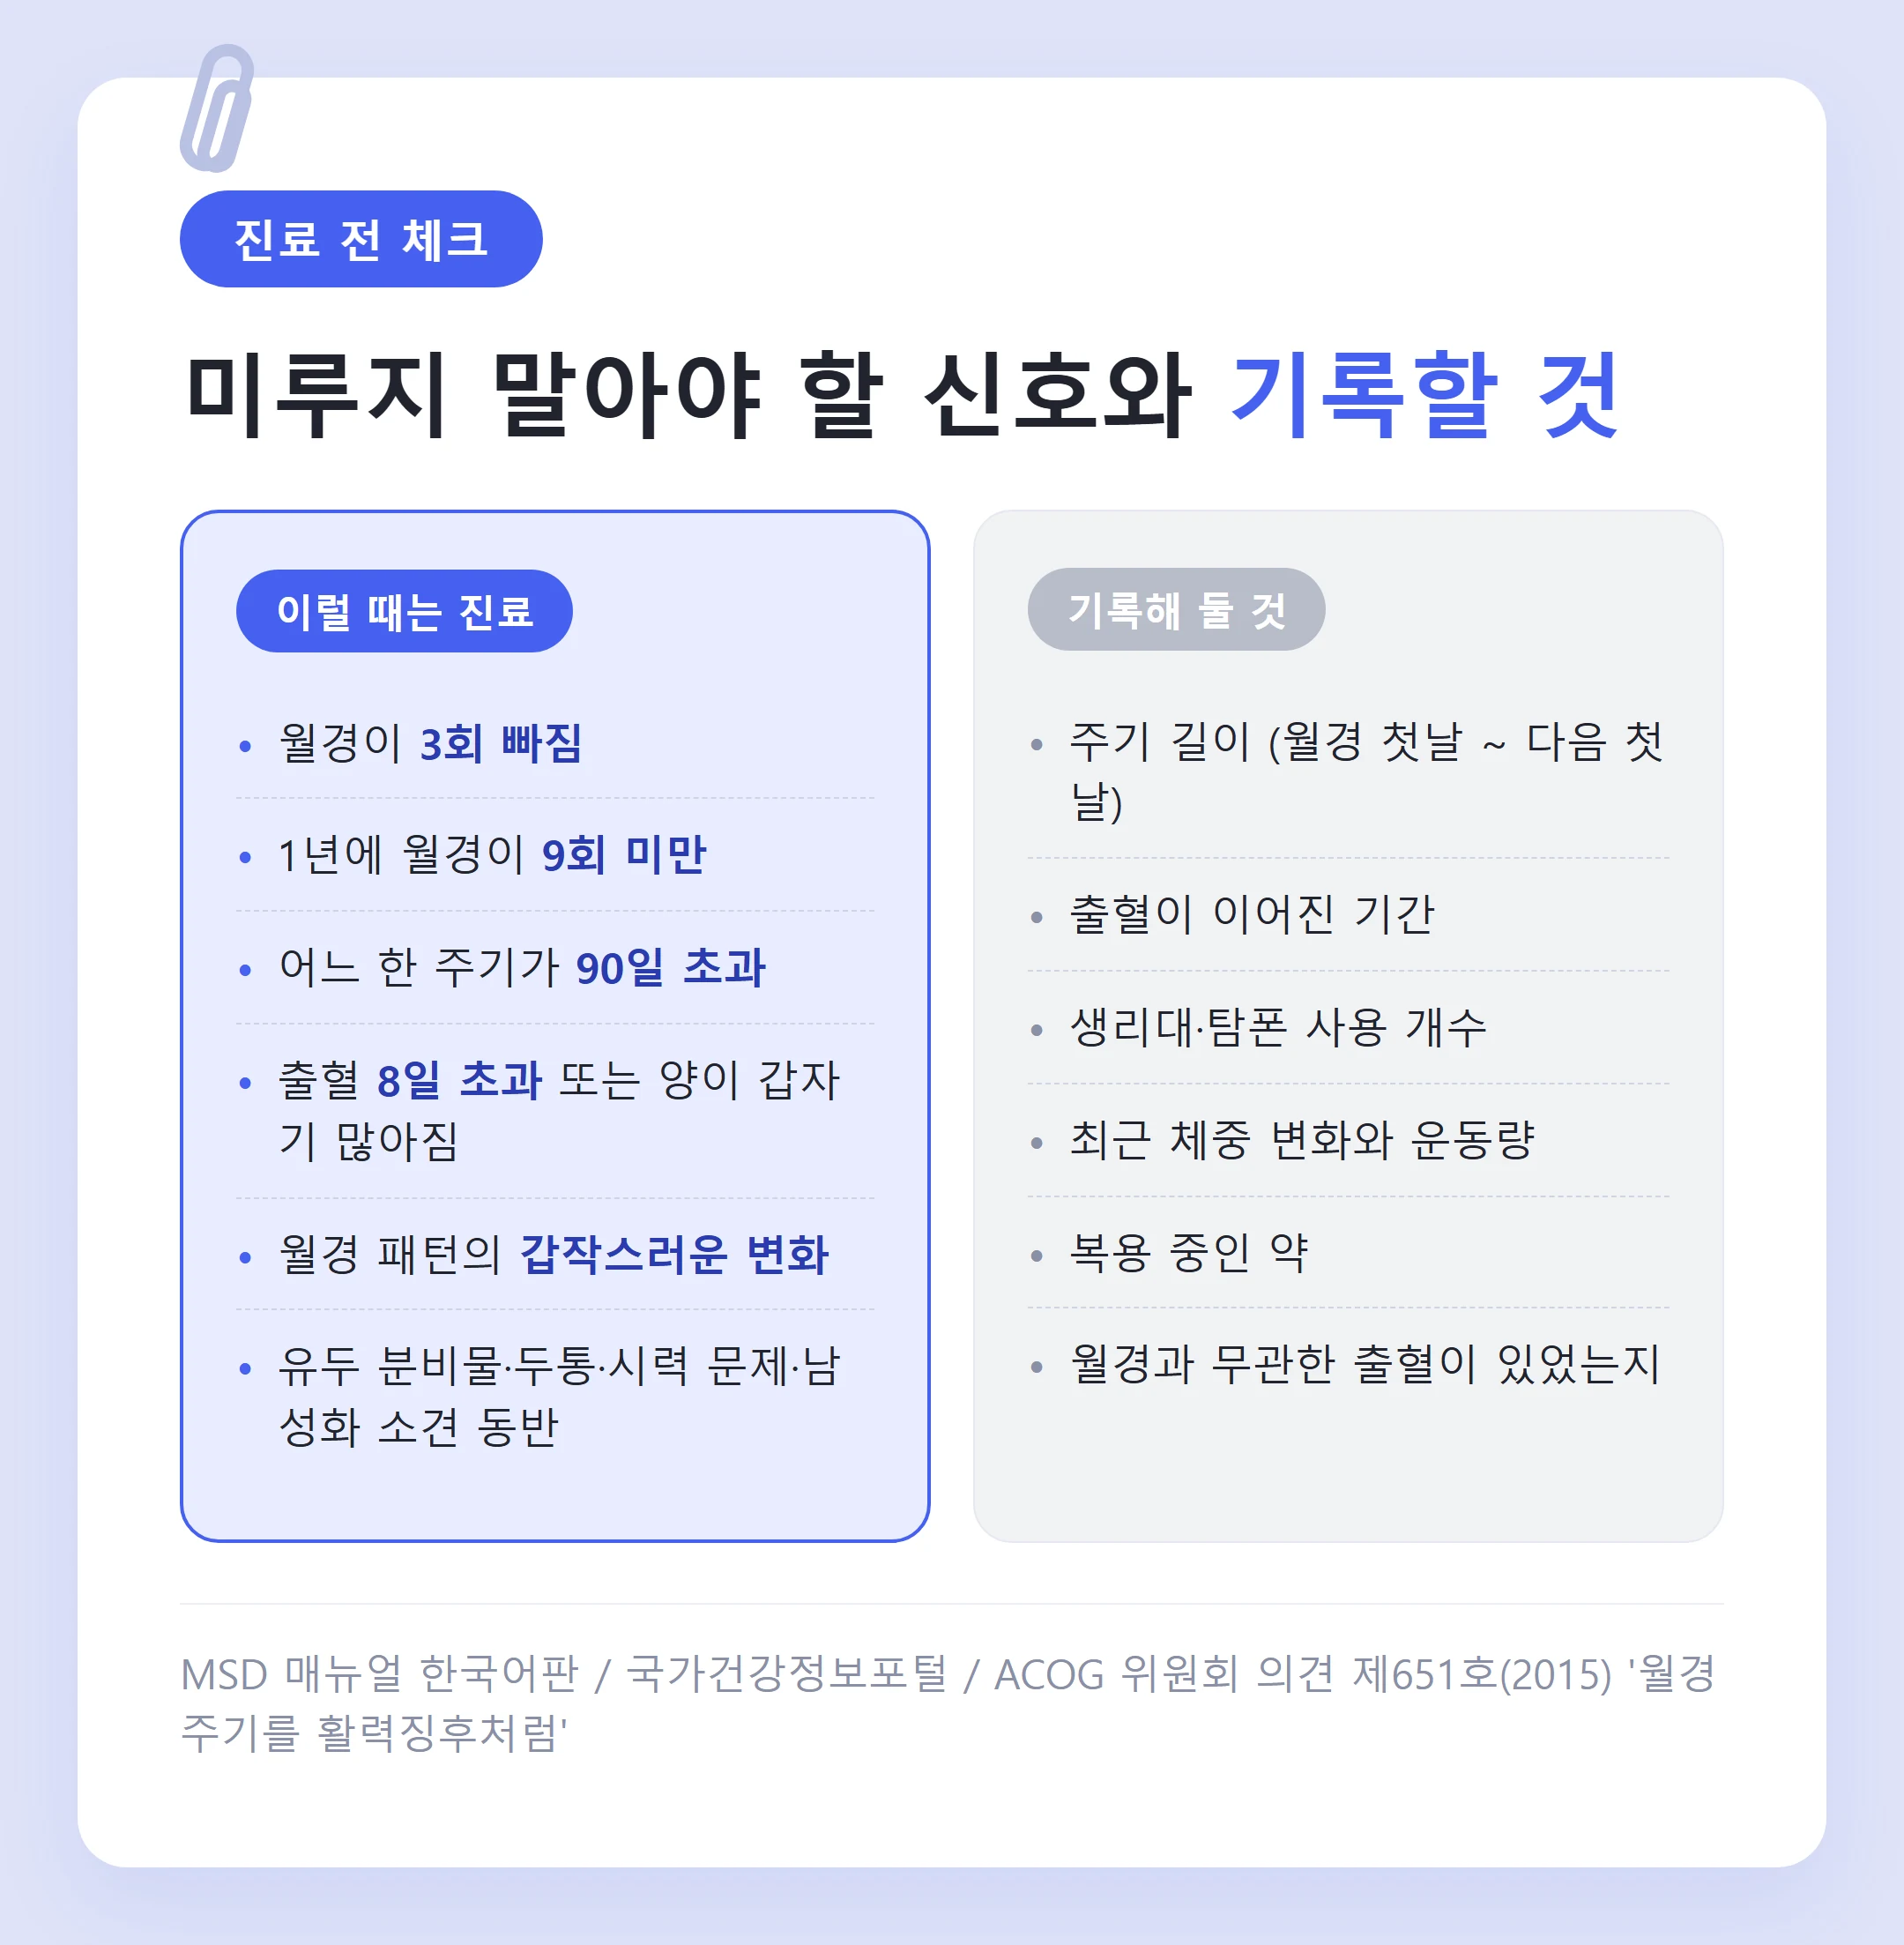 진료 전 체크
미루지 말아야 할 신호와 기록할 것
이럴 때는 진료
• 월경이 3회 빠짐
• 1년에 월경이 9회 미만
• 어느 한 주기가 90일 초과
• 출혈 8일 초과 또는 양이 갑자
기 많아짐
• 월경 패턴의 갑작스러운 변화
• 유두 분비물·두통·시력 문제·남
성화 소견 동반
기록해 둘 것
• 주기 길이 (월경 첫날 ~ 다음 첫
날)
• 출혈이 이어진 기간
• 생리대·탐폰 사용 개수
• 최근 체중 변화와 운동량
• 복용 중인 약
• 월경과 무관한 출혈이 있었는지
MSD 매뉴얼 한국어판 / 국가건강정보포털 / ACOG 위원회 의견 제651호(2015) '월경
주기를 활력징후처럼'